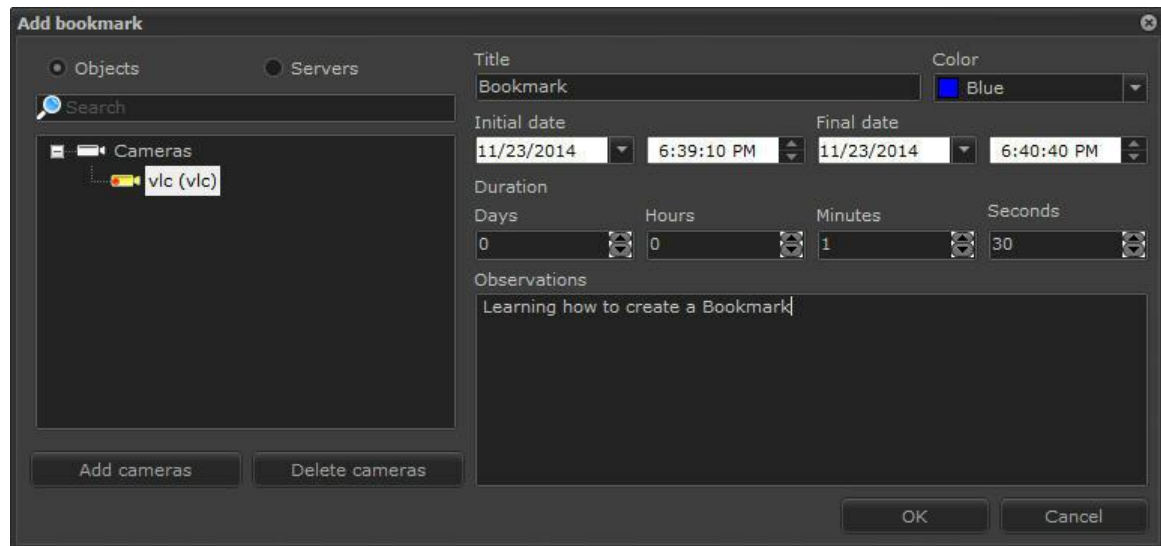 Add bookmark
Objects
Servers
Search
Cameras
vlc (vlc)
Add cameras
Delete cameras
Title
Color
Bookmark
Blue
Initial date
Final date
11/23/2014
6:39:10 PM
11/23/2014
6:40:40 PM
Duration
Days
Hours
Minutes
Seconds
0
0
1
30
Observations
Learning how to create a Bookmark
OK
Cancel